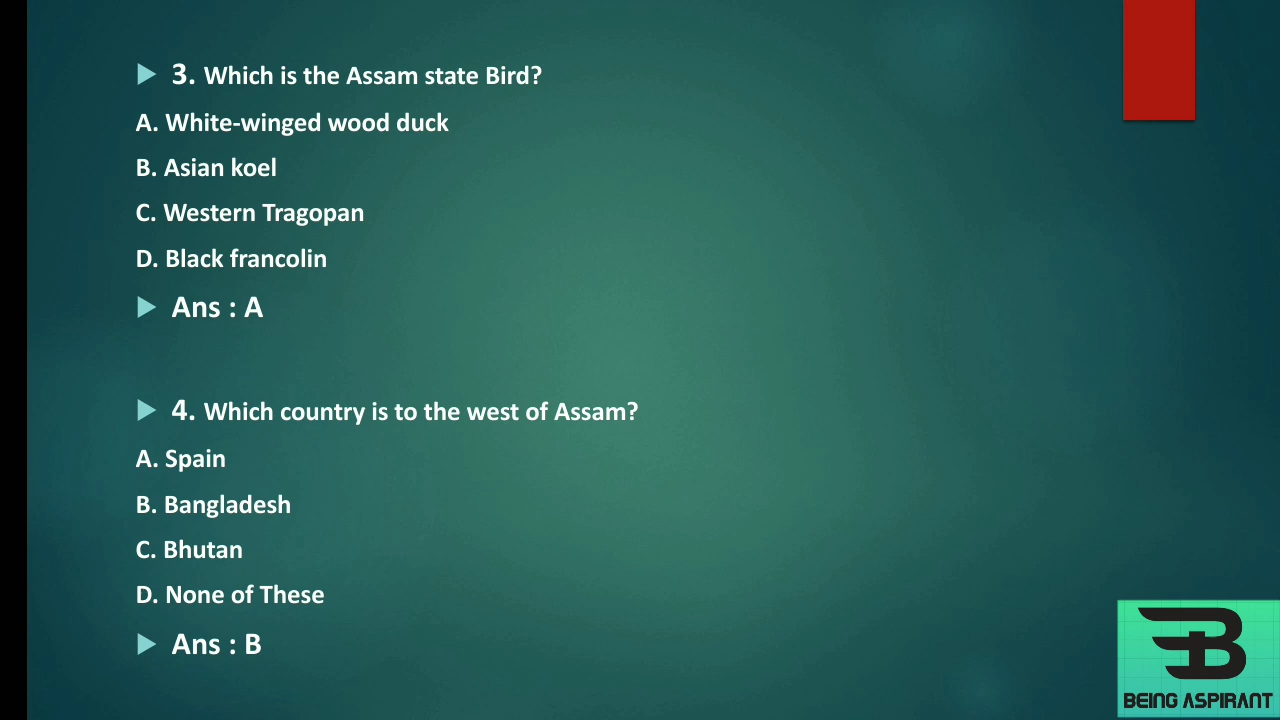 3. Which is the Assam state Bird?
A. White-winged wood duck
B. Asian koel
C. Western Tragopan
D. Black francolin
Ans : A
4. Which country is to the west of Assam?
A. Spain
B. Bangladesh
C. Bhutan
D. None of These
Ans : B
B
BEING ASPIRANT